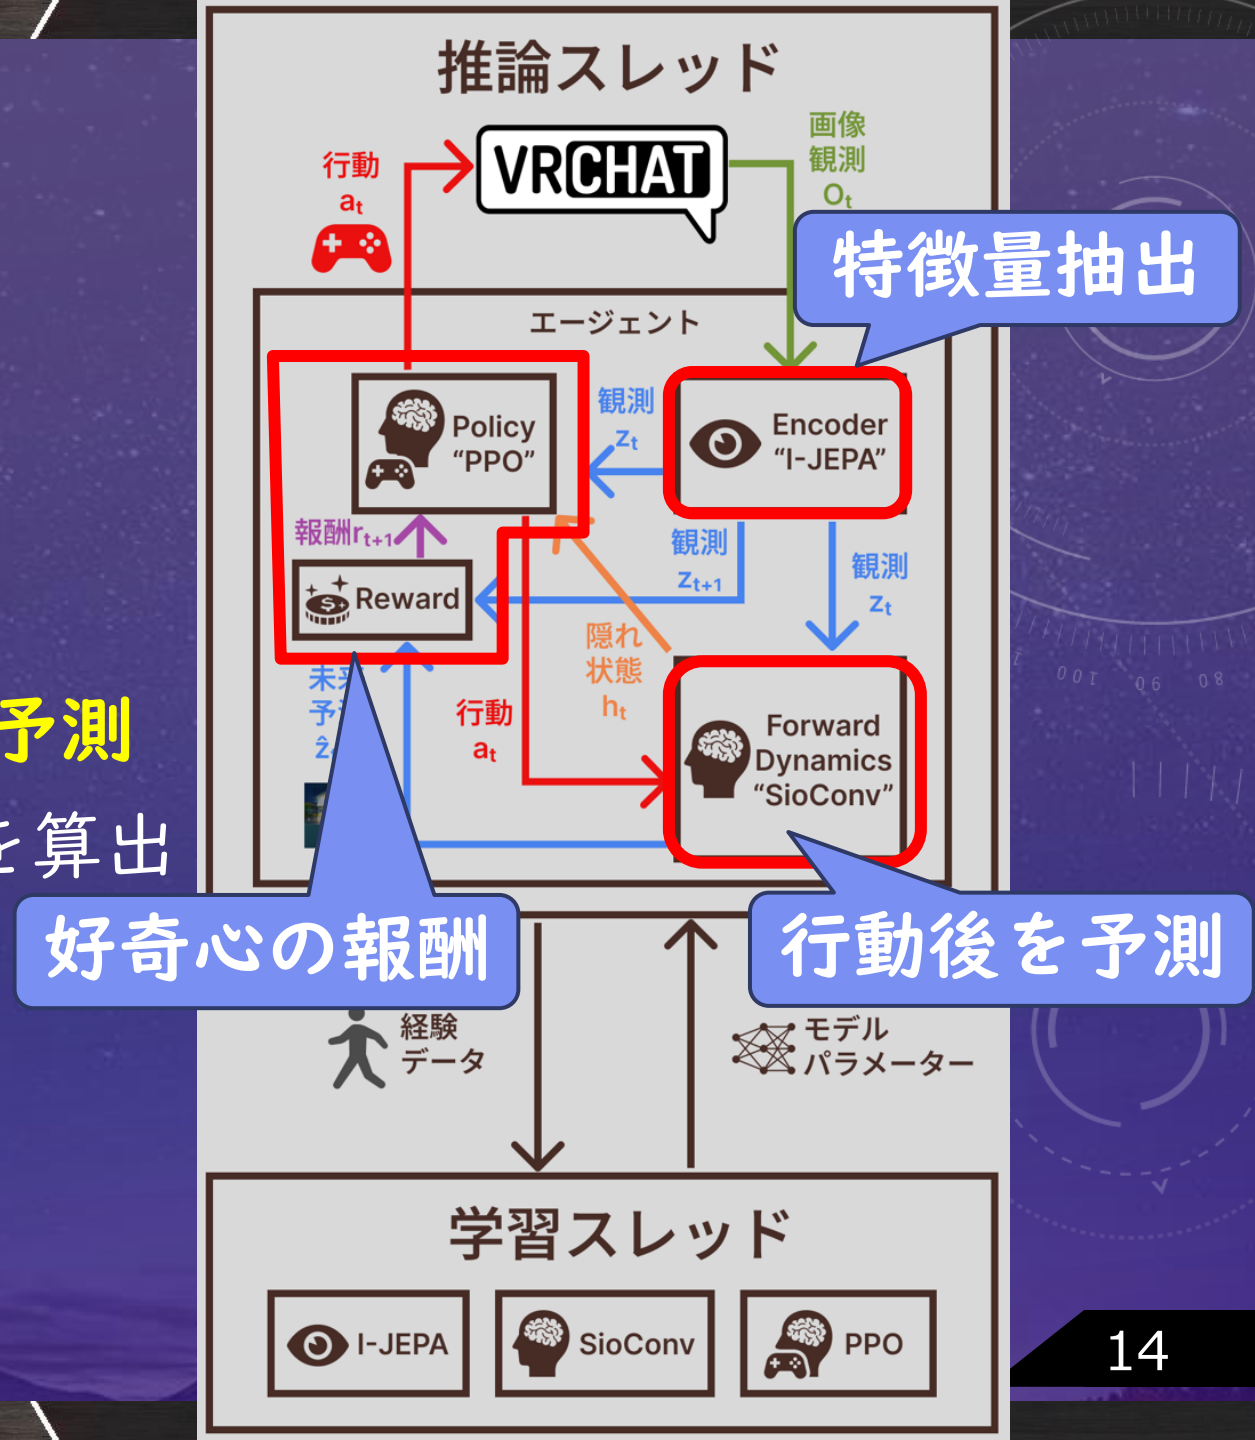 推論スレッド
行動
aₜ
VRCHAT
画像
観測
Oₜ
特徴量抽出
エージェント
Policy
“PPO”
観測
zₜ
Encoder
“I-JEPA”
報酬rₜ₊₁
Reward
観測
zₜ₊₁
観測
zₜ
隠れ
状態
hₜ
未来
予測
行動
aₜ
Forward
Dynamics
“SioConv”
予測
を算出
好奇心の報酬
行動後を予測
経験
データ
モデル
パラメーター
学習スレッド
I-JEPA
SioConv
PPO
14